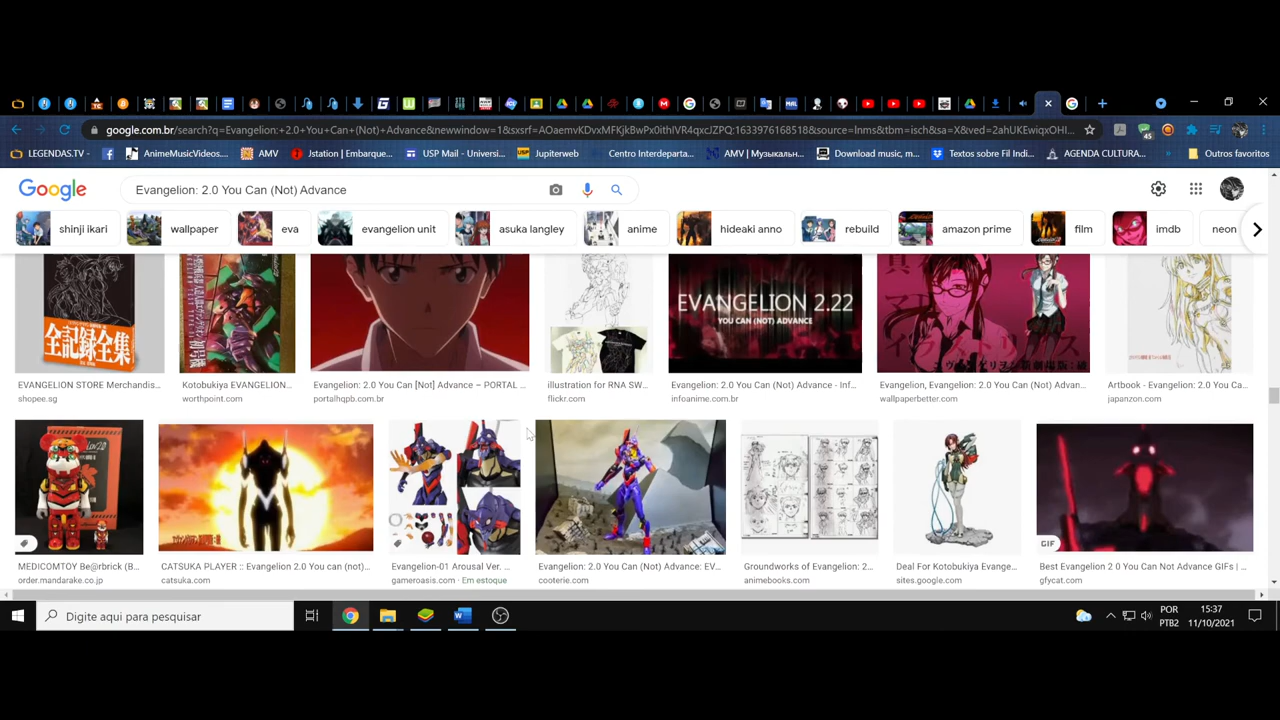 google.com.br/search?q=Evangelion:+2.0+You+Can+(Not)+Advance&newwindow=1&sxsrf=AOaemvKDvxMFKjkBwPx0ithIVR4qxcJZPQ:1633976168518&source=lnms&tbm=isch&sa=X&ved=2ahUKEwiqxOHI...
45
LEGENDAS.TV - AnimeMusicVideos.... AMV Jstation | Embarque... USP Mail - Universi... Jupiterweb Centro Interdeparta... AMV | Музыкальн... Download music, m... Textos sobre Fil Indi... AGENDA CULTURA... » Outros favoritos
Google Evangelion: 2.0 You Can (Not) Advance
shinji ikari wallpaper eva evangelion unit asuka langley anime hideaki anno rebuild amazon prime film imdb neon
EVANGELION 2.22
YOU CAN (NOT) ADVANCE
全記録全集
EVANGELION STORE Merchandis... Kotobukiya EVANGELION... Evangelion: 2.0 You Can [Not] Advance – PORTAL ... illustration for RNA SW... Evangelion: 2.0 You Can (Not) Advance - Inf... Evangelion, Evangelion: 2.0 You Can (Not) Advan... Artbook - Evangelion: 2.0 You Ca...
shopee.sg worthpoint.com portalhqpb.com.br flickr.com infoanime.com.br wallpaperbetter.com japanzon.com
GIF
MEDICOMTOY Be@rbrick (B... CATSUKA PLAYER :: Evangelion 2.0 You can (not)... Evangelion-01 Arousal Ver. ... Evangelion: 2.0 You Can (Not) Advance: EV... Groundworks of Evangelion: 2... Deal For Kotobukiya Evange... Best Evangelion 2 0 You Can Not Advance GIFs | ...
order.mandarake.co.jp catsuka.com gameroasis.com · Em estoque cooterie.com animebooks.com sites.google.com gfycat.com
Digite aqui para pesquisar
POR
PTB2
15:37
11/10/2021